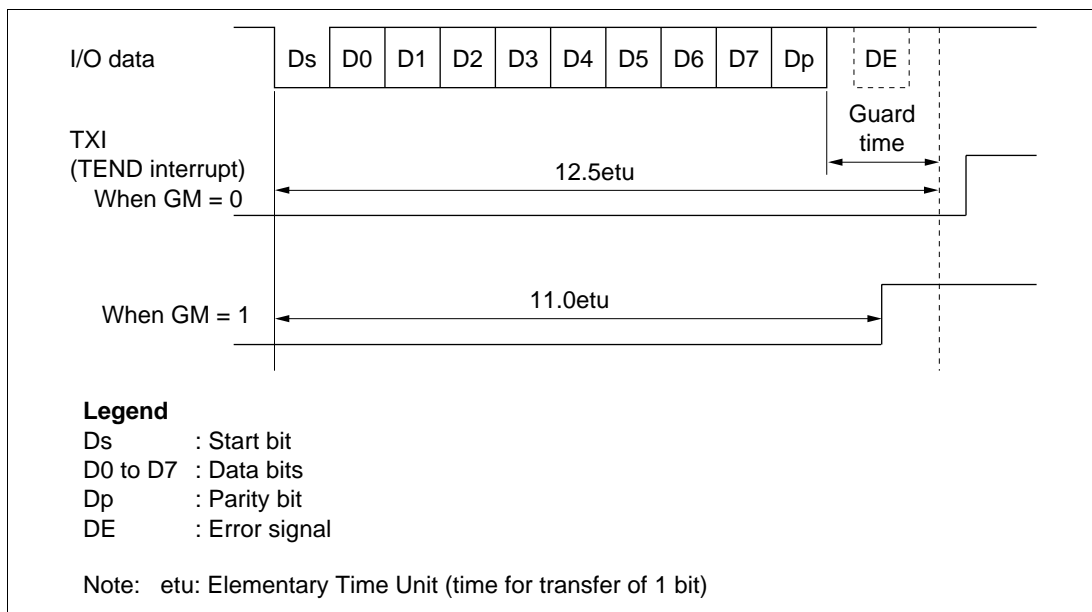 I/O data
Ds D0 D1 D2 D3 D4 D5 D6 D7 Dp DE
Guard
time
TXI
(TEND interrupt)
When GM = 0
12.5etu
When GM = 1
11.0etu
Legend
Ds : Start bit
D0 to D7 : Data bits
Dp : Parity bit
DE : Error signal
Note: etu: Elementary Time Unit (time for transfer of 1 bit)